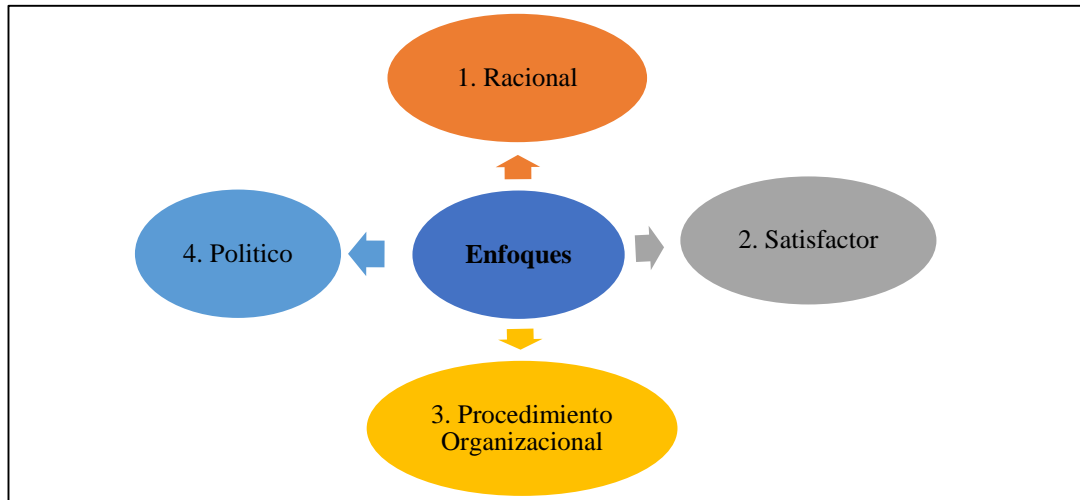 1. Racional
4. Politico
Enfoques
2. Satisfactor
3. Procedimiento
Organizacional